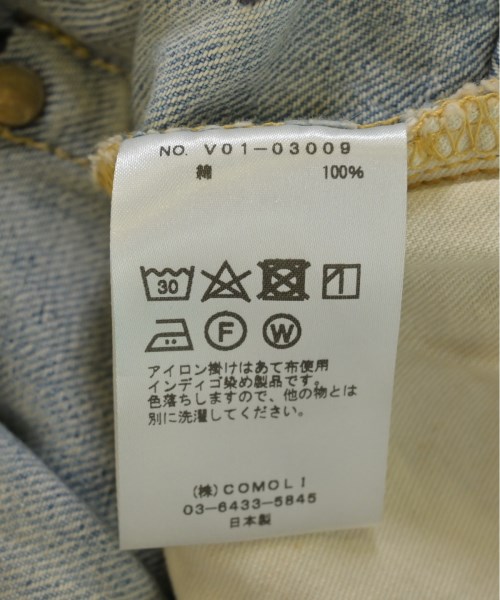 NO. V01-03009
綿 100%
30
F W
アイロン掛けはあて布使用
インディゴ染め製品です。
色落ちしますので、他の物とは
別に洗濯してください。
(株)COMOLI
03-6433-5845
日本製